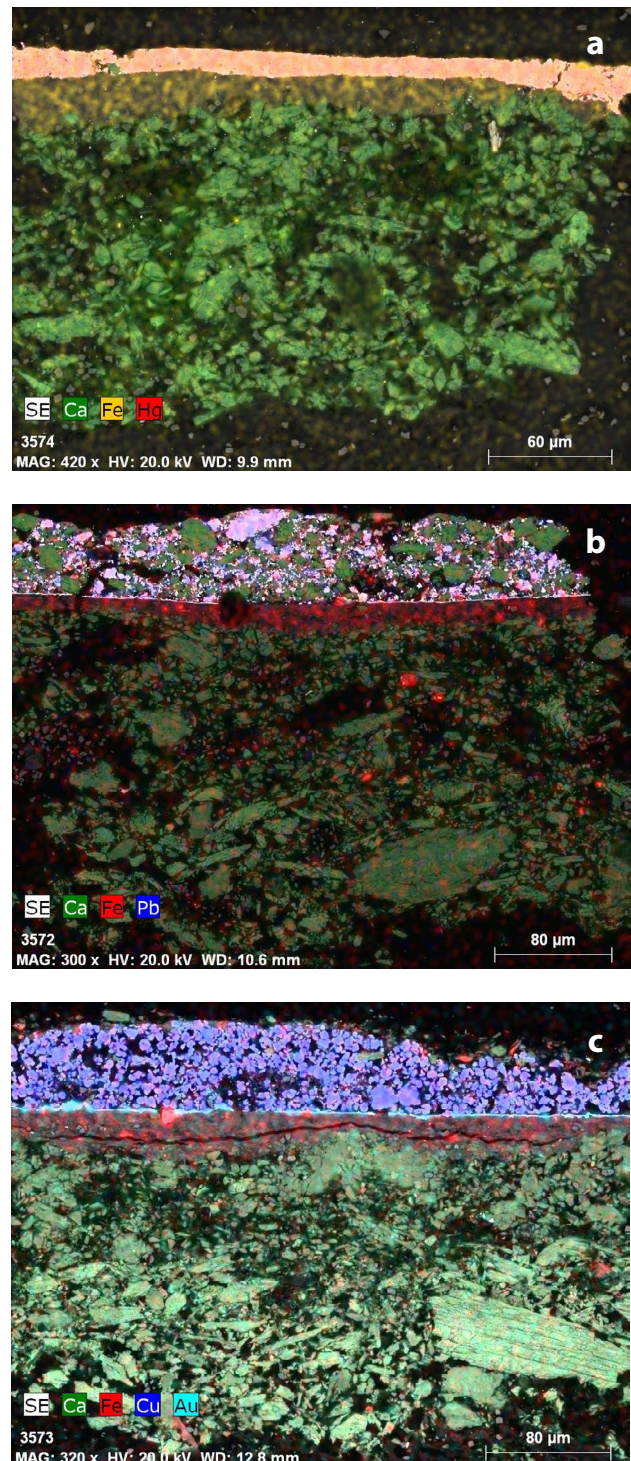 a
SE Ca Fe Hg
3574
60 µm
MAG: 420 x HV: 20.0 kV WD: 9.9 mm
b
SE Ca Fe Pb
3572
80 µm
MAG: 300 x HV: 20.0 kV WD: 10.6 mm
c
SE Ca Fe Cu Au
3573
80 µm
MAG: 320 x HV: 20.0 kV WD: 12.8 mm